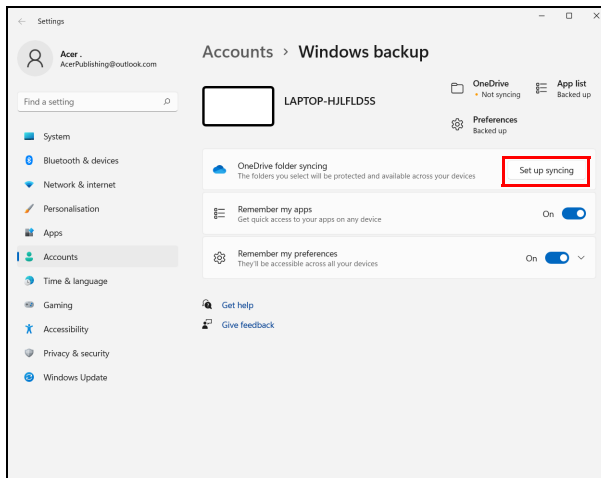 Settings
Acer .
AcerPublishing@outlook.com
Find a setting
System
Bluetooth & devices
Network & internet
Personalisation
Apps
Accounts
Time & language
Gaming
Accessibility
Privacy & security
Windows Update
Accounts > Windows backup
LAPTOP-HJLFLD5S
OneDrive
• Not syncing
App list
Backed up
Preferences
Backed up
OneDrive folder syncing
The folders you select will be protected and available across your devices
Set up syncing
Remember my apps
Get quick access to your apps on any device
On
Remember my preferences
They'll be accessible across all your devices
On
Get help
Give feedback